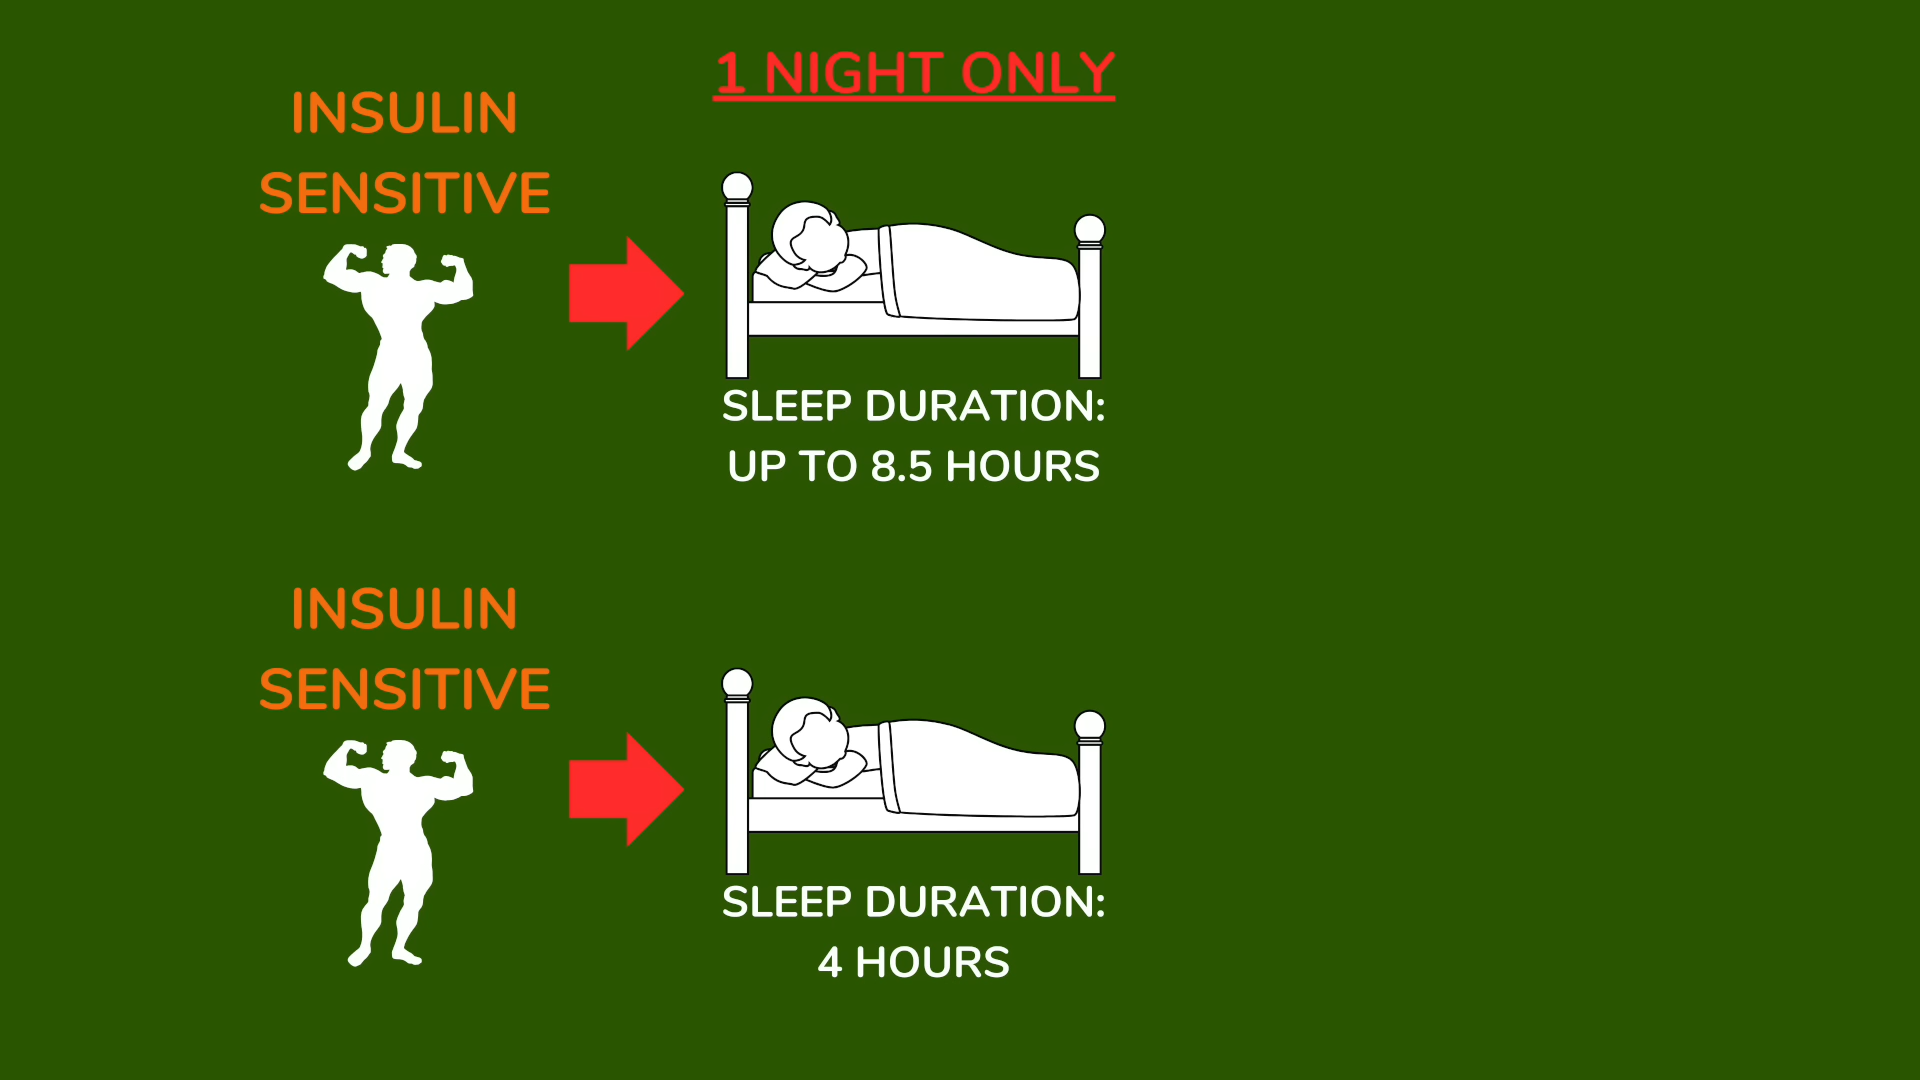 1 NIGHT ONLY
INSULIN
SENSITIVE
SLEEP DURATION:
UP TO 8.5 HOURS
INSULIN
SENSITIVE
SLEEP DURATION:
4 HOURS